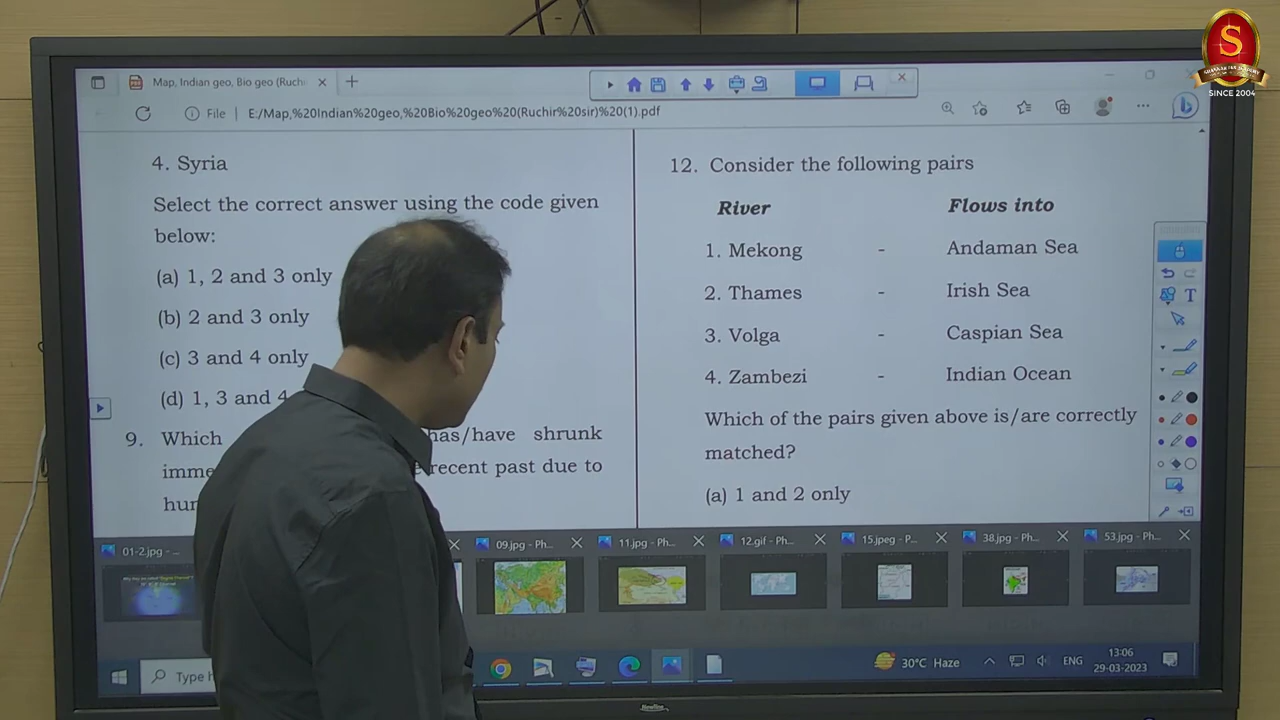 S
SHANKAR IAS ACADEMY
SINCE 2004
Map, Indian geo, Bio geo (Ruchi
File
E:/Map,%20Indian%20geo,%20Bio%20geo%20(Ruchir%20sir)%20(1).pdf
4. Syria
Select the correct answer using the code given
below:
(a) 1, 2 and 3 only
(b) 2 and 3 only
(c) 3 and 4 only
(d) 1, 3 and 4
9. Which has/have shrunk
recent past due to
12. Consider the following pairs
River Flows into
1. Mekong - Andaman Sea
2. Thames - Irish Sea
3. Volga - Caspian Sea
4. Zambezi - Indian Ocean
Which of the pairs given above is/are correctly
matched?
(a) 1 and 2 only
01-2.jpg - ...
09.jpg - Ph...
11.jpg - Ph...
12.gif - Ph...
15.jpeg - P...
38.jpg - Ph...
53.jpg - Ph...
Type
30°C Haze
ENG
13:06
29-03-2023
Newline